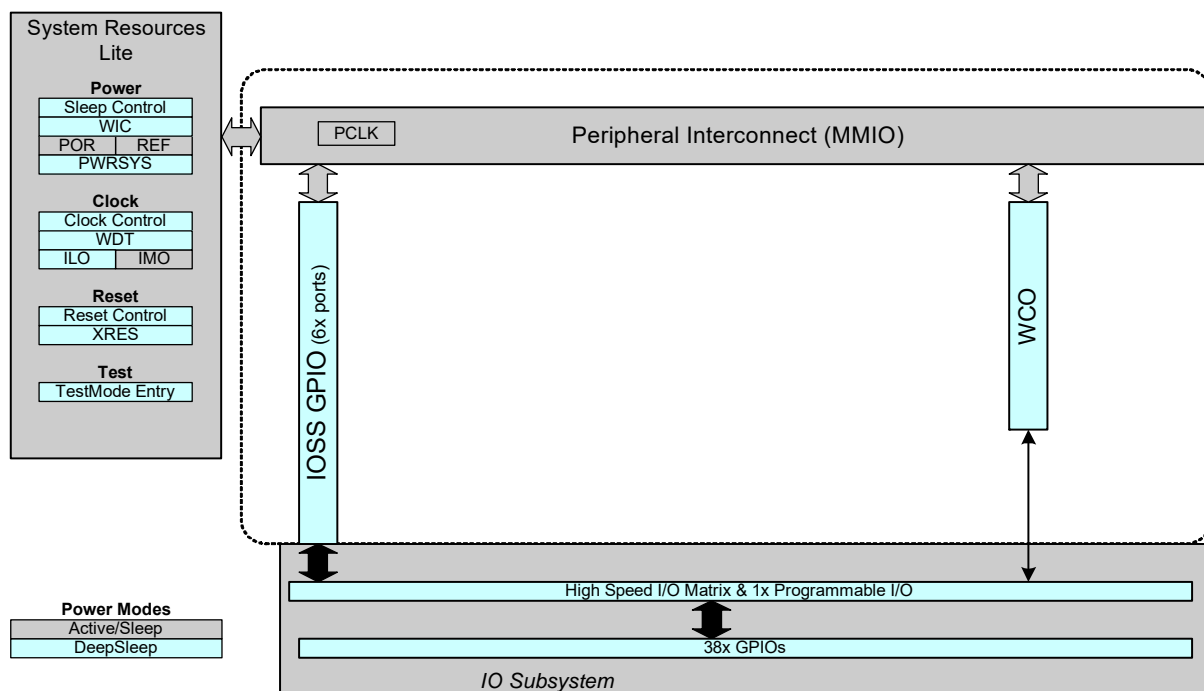 System Resources
Lite
Power
Sleep Control
WIC
POR REF
PWRSYS
Clock
Clock Control
WDT
ILO IMO
Reset
Reset Control
XRES
Test
TestMode Entry
PCLK
Peripheral Interconnect (MMIO)
IOSS GPIO (6x ports)
WCO
High Speed I/O Matrix & 1x Programmable I/O
38x GPIOs
IO Subsystem
Power Modes
Active/Sleep
DeepSleep